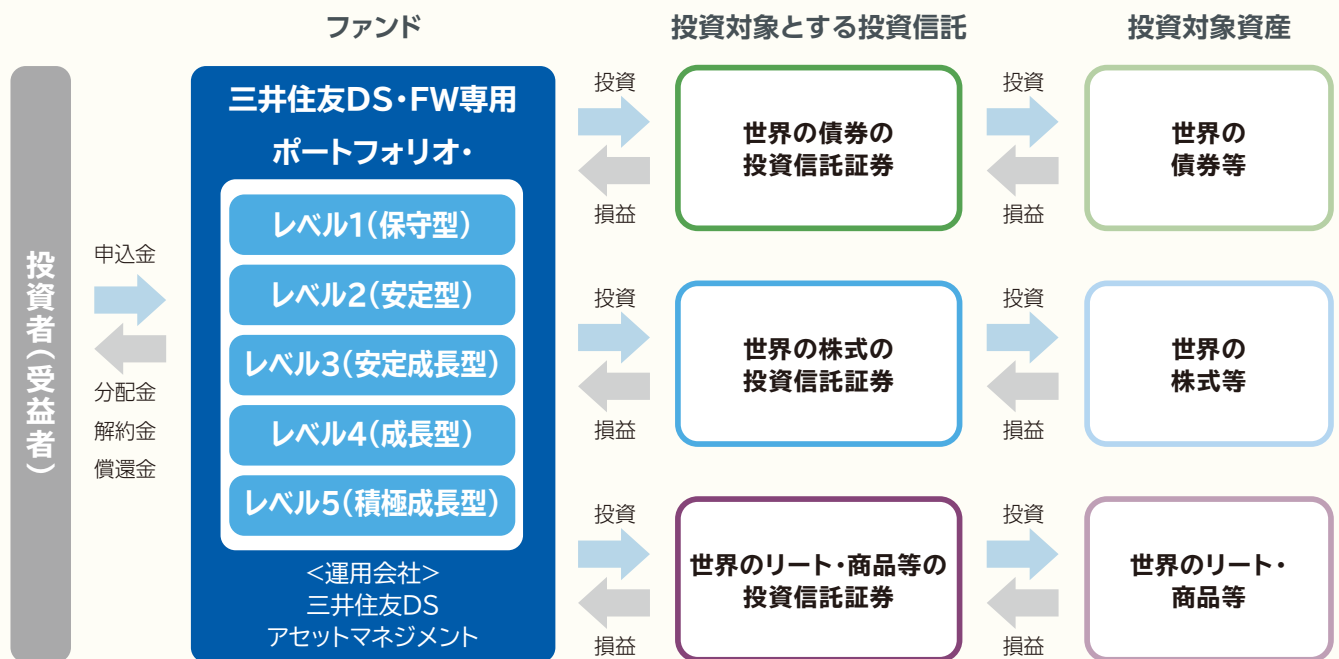 ファンド
投資対象とする投資信託
投資対象資産
投資者(受益者)
申込金
分配金
解約金
償還金
三井住友DS・FW専用
ポートフォリオ・
レベル1(保守型)
レベル2(安定型)
レベル3(安定成長型)
レベル4(成長型)
レベル5(積極成長型)
<運用会社>
三井住友DS
アセットマネジメント
投資
損益
世界の債券の
投資信託証券
投資
損益
世界の
債券等
投資
損益
世界の株式の
投資信託証券
投資
損益
世界の
株式等
投資
損益
世界のリート・商品等の
投資信託証券
投資
損益
世界のリート・
商品等